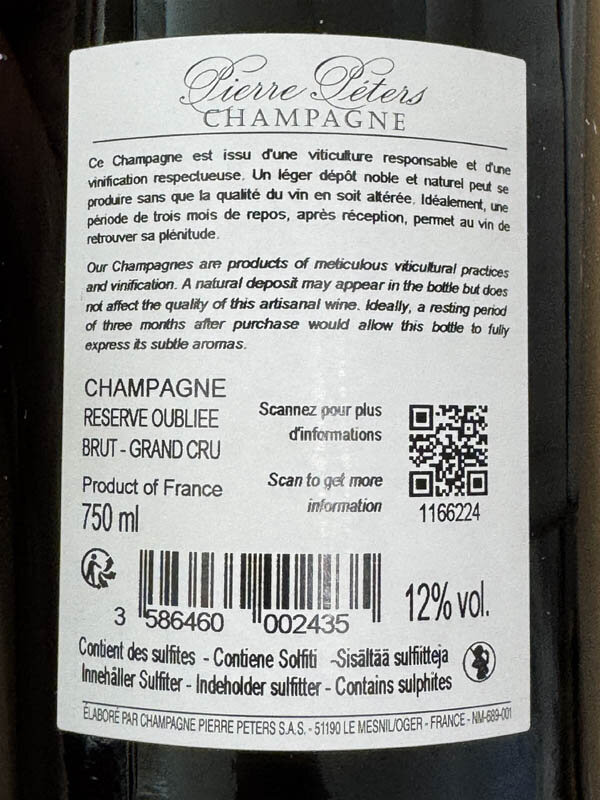 Pierre Péters
CHAMPAGNE
Ce Champagne est issu d'une viticulture responsable et d'une
vinification respectueuse. Un léger dépôt noble et naturel peut se
produire sans que la qualité du vin en soit altérée. Idéalement, une
période de trois mois de repos, après réception, permet au vin de
retrouver sa plénitude.
Our Champagnes are products of meticulous viticultural practices
and vinification. A natural deposit may appear in the bottle but does
not affect the quality of this artisanal wine. Ideally, a resting period
of three months after purchase would allow this bottle to fully
express its subtle aromas.
CHAMPAGNE
RESERVE OUBLIEE
BRUT - GRAND CRU
Product of France
750 ml
Scannez pour plus
d'informations
Scan to get more
information
1166224
3 586460 002435
12% vol.
Contient des sulfites - Contiene Solfiti -Sisältää sulfiitteja
Innehåller Sulfiter - Indeholder sulfitter - Contains sulphites
ÉLABORÉ PAR CHAMPAGNE PIERRE PETERS S.A.S. - 51190 LE MESNIL/OGER - FRANCE - NM-689-001